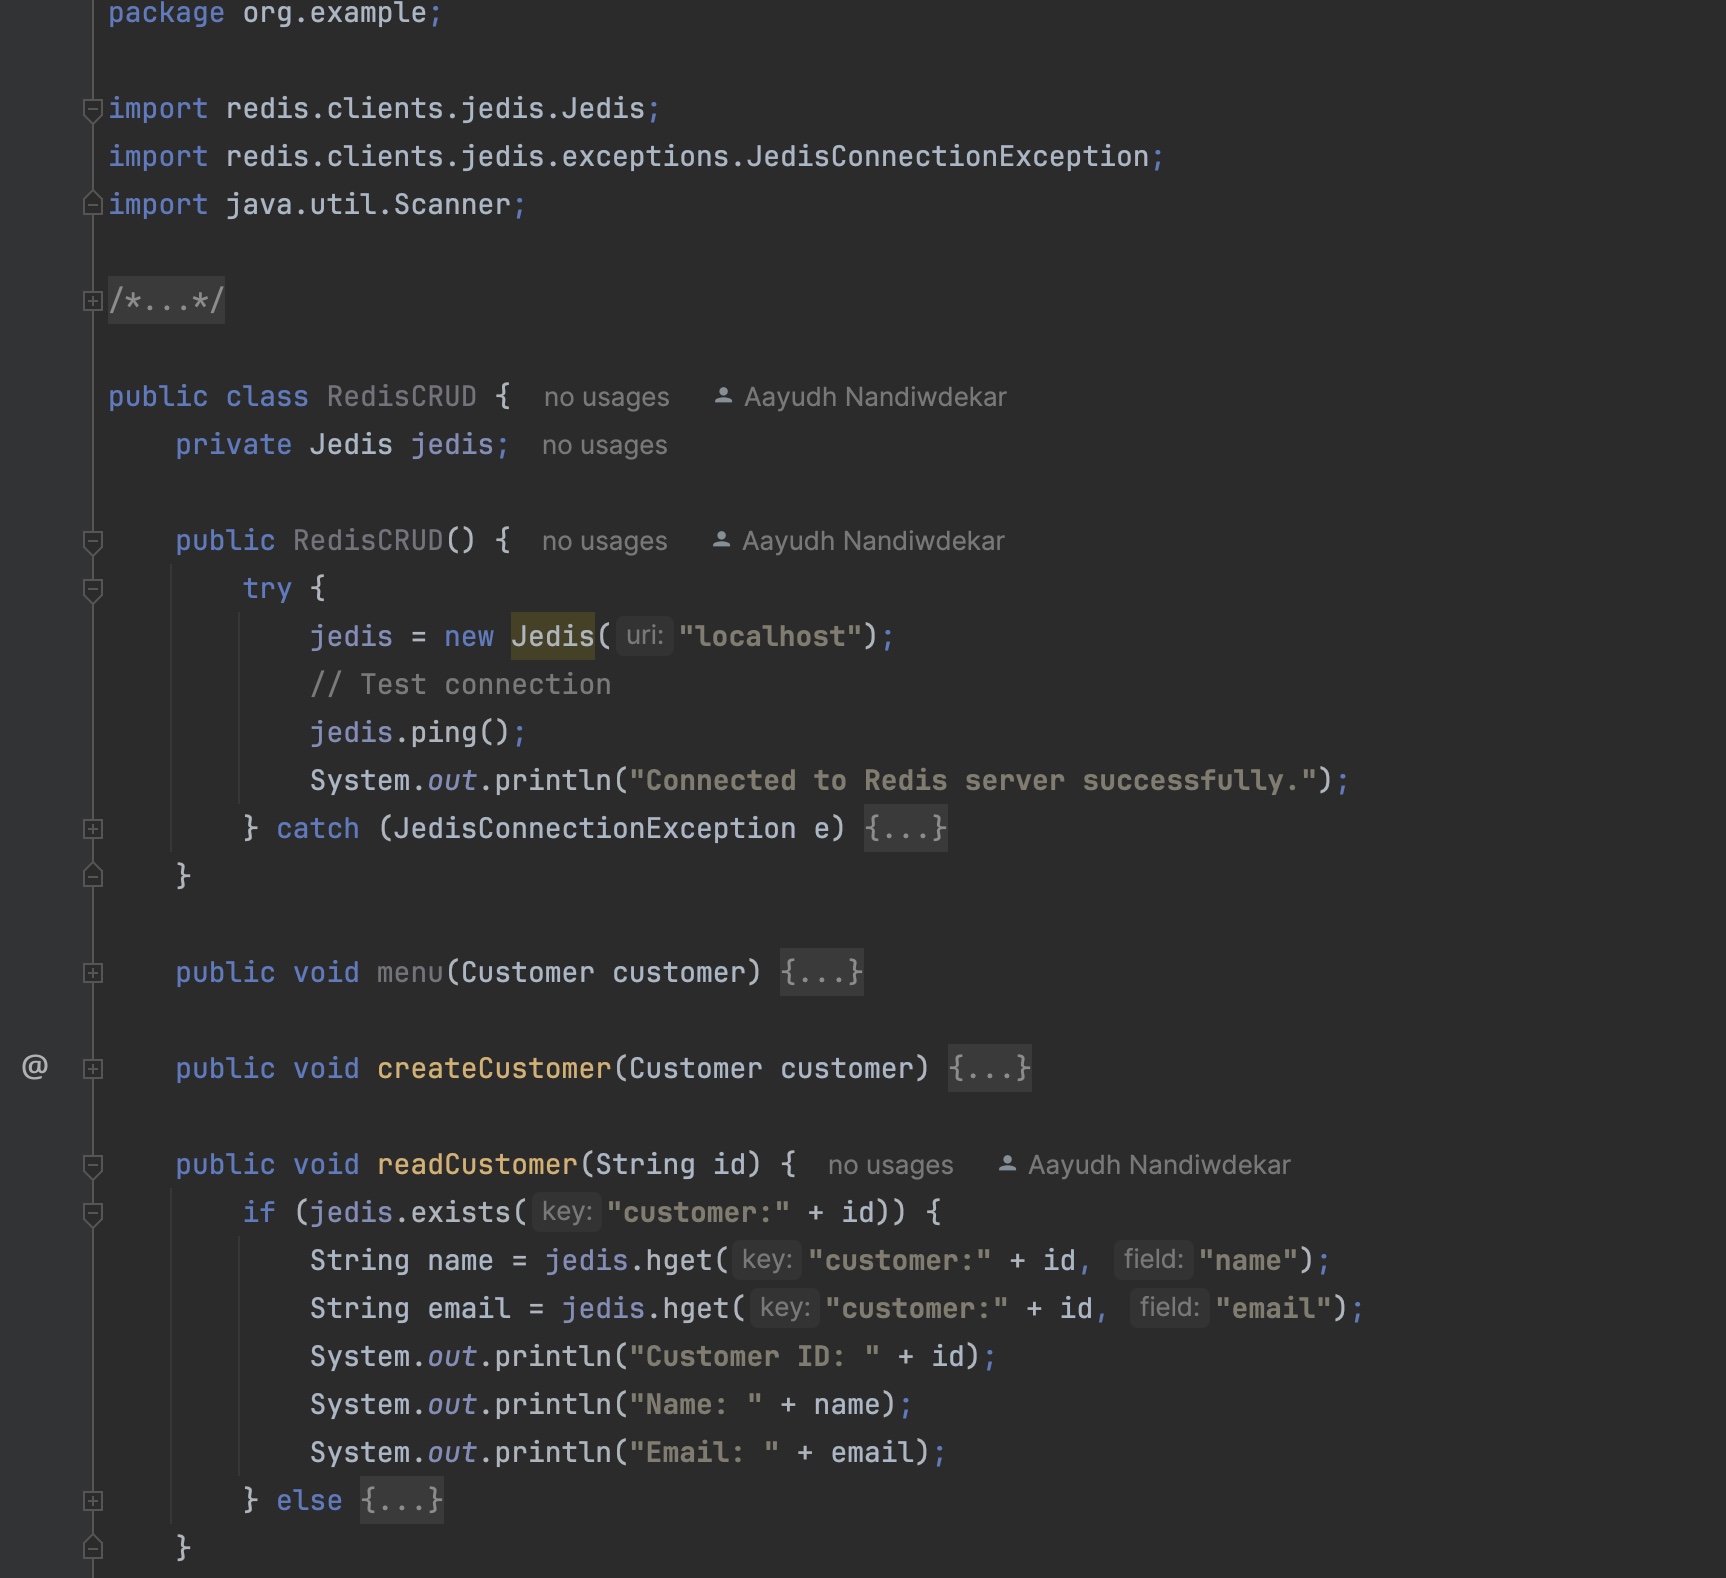 package org.example;
import redis.clients.jedis.Jedis;
import redis.clients.jedis.exceptions.JedisConnectionException;
import java.util.Scanner;
/*...*/
public class RedisCRUD { no usages Aayudh Nandiwdekar
private Jedis jedis; no usages
public RedisCRUD() { no usages Aayudh Nandiwdekar
try {
jedis = new Jedis( uri: "localhost");
// Test connection
jedis.ping();
System.out.println("Connected to Redis server successfully.");
} catch (JedisConnectionException e) {...}
}
public void menu(Customer customer) {...}
@ public void createCustomer(Customer customer) {...}
public void readCustomer(String id) { no usages Aayudh Nandiwdekar
if (jedis.exists( key: "customer:" + id)) {
String name = jedis.hget( key: "customer:" + id, field: "name");
String email = jedis.hget( key: "customer:" + id, field: "email");
System.out.println("Customer ID: " + id);
System.out.println("Name: " + name);
System.out.println("Email: " + email);
} else {...}
}